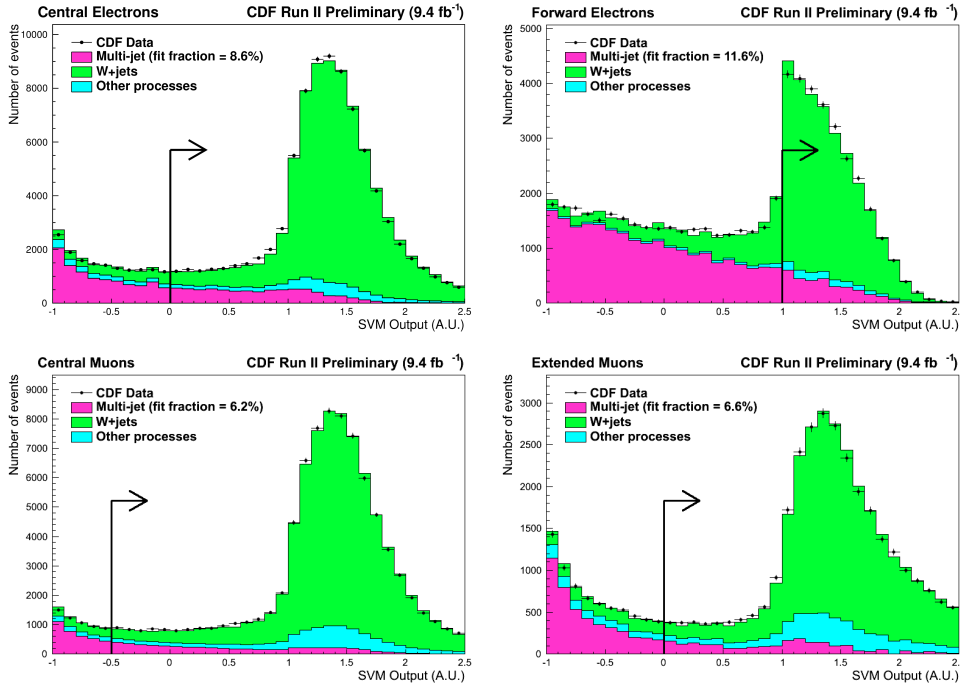 Central Electrons CDF Run II Preliminary (9.4 fb -1)
Number of events
10000
8000
6000
4000
2000
0
CDF Data
Multi-jet (fit fraction = 8.6%)
W+jets
Other processes
-1 -0.5 0 0.5 1 1.5 2 2.5
SVM Output (A.U.)
Forward Electrons CDF Run II Preliminary (9.4 fb -1)
Number of events
5000
4000
3000
2000
1000
0
CDF Data
Multi-jet (fit fraction = 11.6%)
W+jets
Other processes
-1 -0.5 0 0.5 1 1.5 2 2.
SVM Output (A.U.)
Central Muons CDF Run II Preliminary (9.4 fb -1)
Number of events
9000
8000
7000
6000
5000
4000
3000
2000
1000
0
CDF Data
Multi-jet (fit fraction = 6.2%)
W+jets
Other processes
-1 -0.5 0 0.5 1 1.5 2 2.5
SVM Output (A.U.)
Extended Muons CDF Run II Preliminary (9.4 fb -1)
Number of events
3000
2500
2000
1500
1000
500
0
CDF Data
Multi-jet (fit fraction = 6.6%)
W+jets
Other processes
-1 -0.5 0 0.5 1 1.5 2 2.
SVM Output (A.U.)